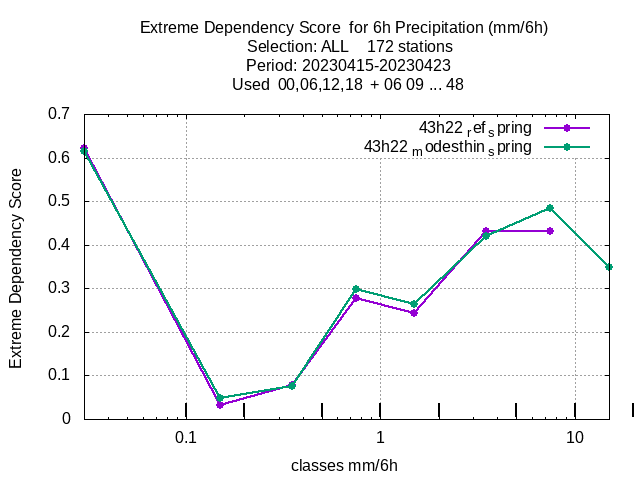 Extreme Dependency Score  for 6h Precipitation (mm/6h)
Selection: ALL    172 stations
Period: 20230415-20230423
Used  00,06,12,18  + 06 09 ... 48
0.7
43h22 ref spring
43h22 modesthin spring
0.6
0.5
0.4
0.3
0.2
0.1
0
Extreme Dependency Score
0.1 1 10
classes mm/6h